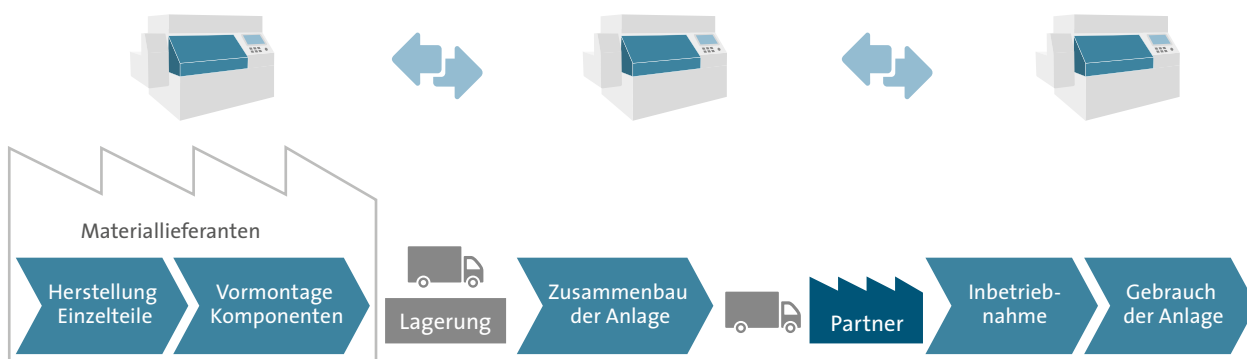 Materiallieferanten
Herstellung
Einzelteile
Vormontage
Komponenten
Lagerung
Zusammenbau
der Anlage
Partner
Inbetrieb-
nahme
Gebrauch
der Anlage